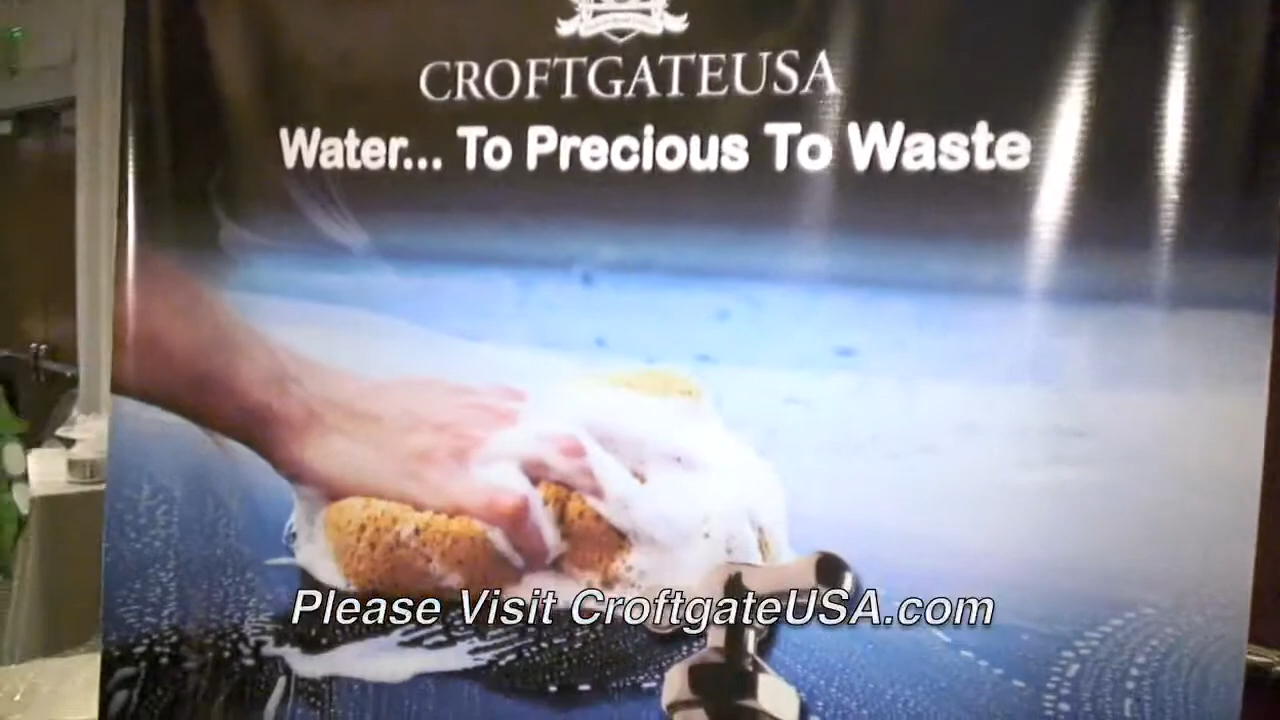 CROFTGATEUSA
Water... To Precious To Waste
Please Visit CroftgateUSA.com